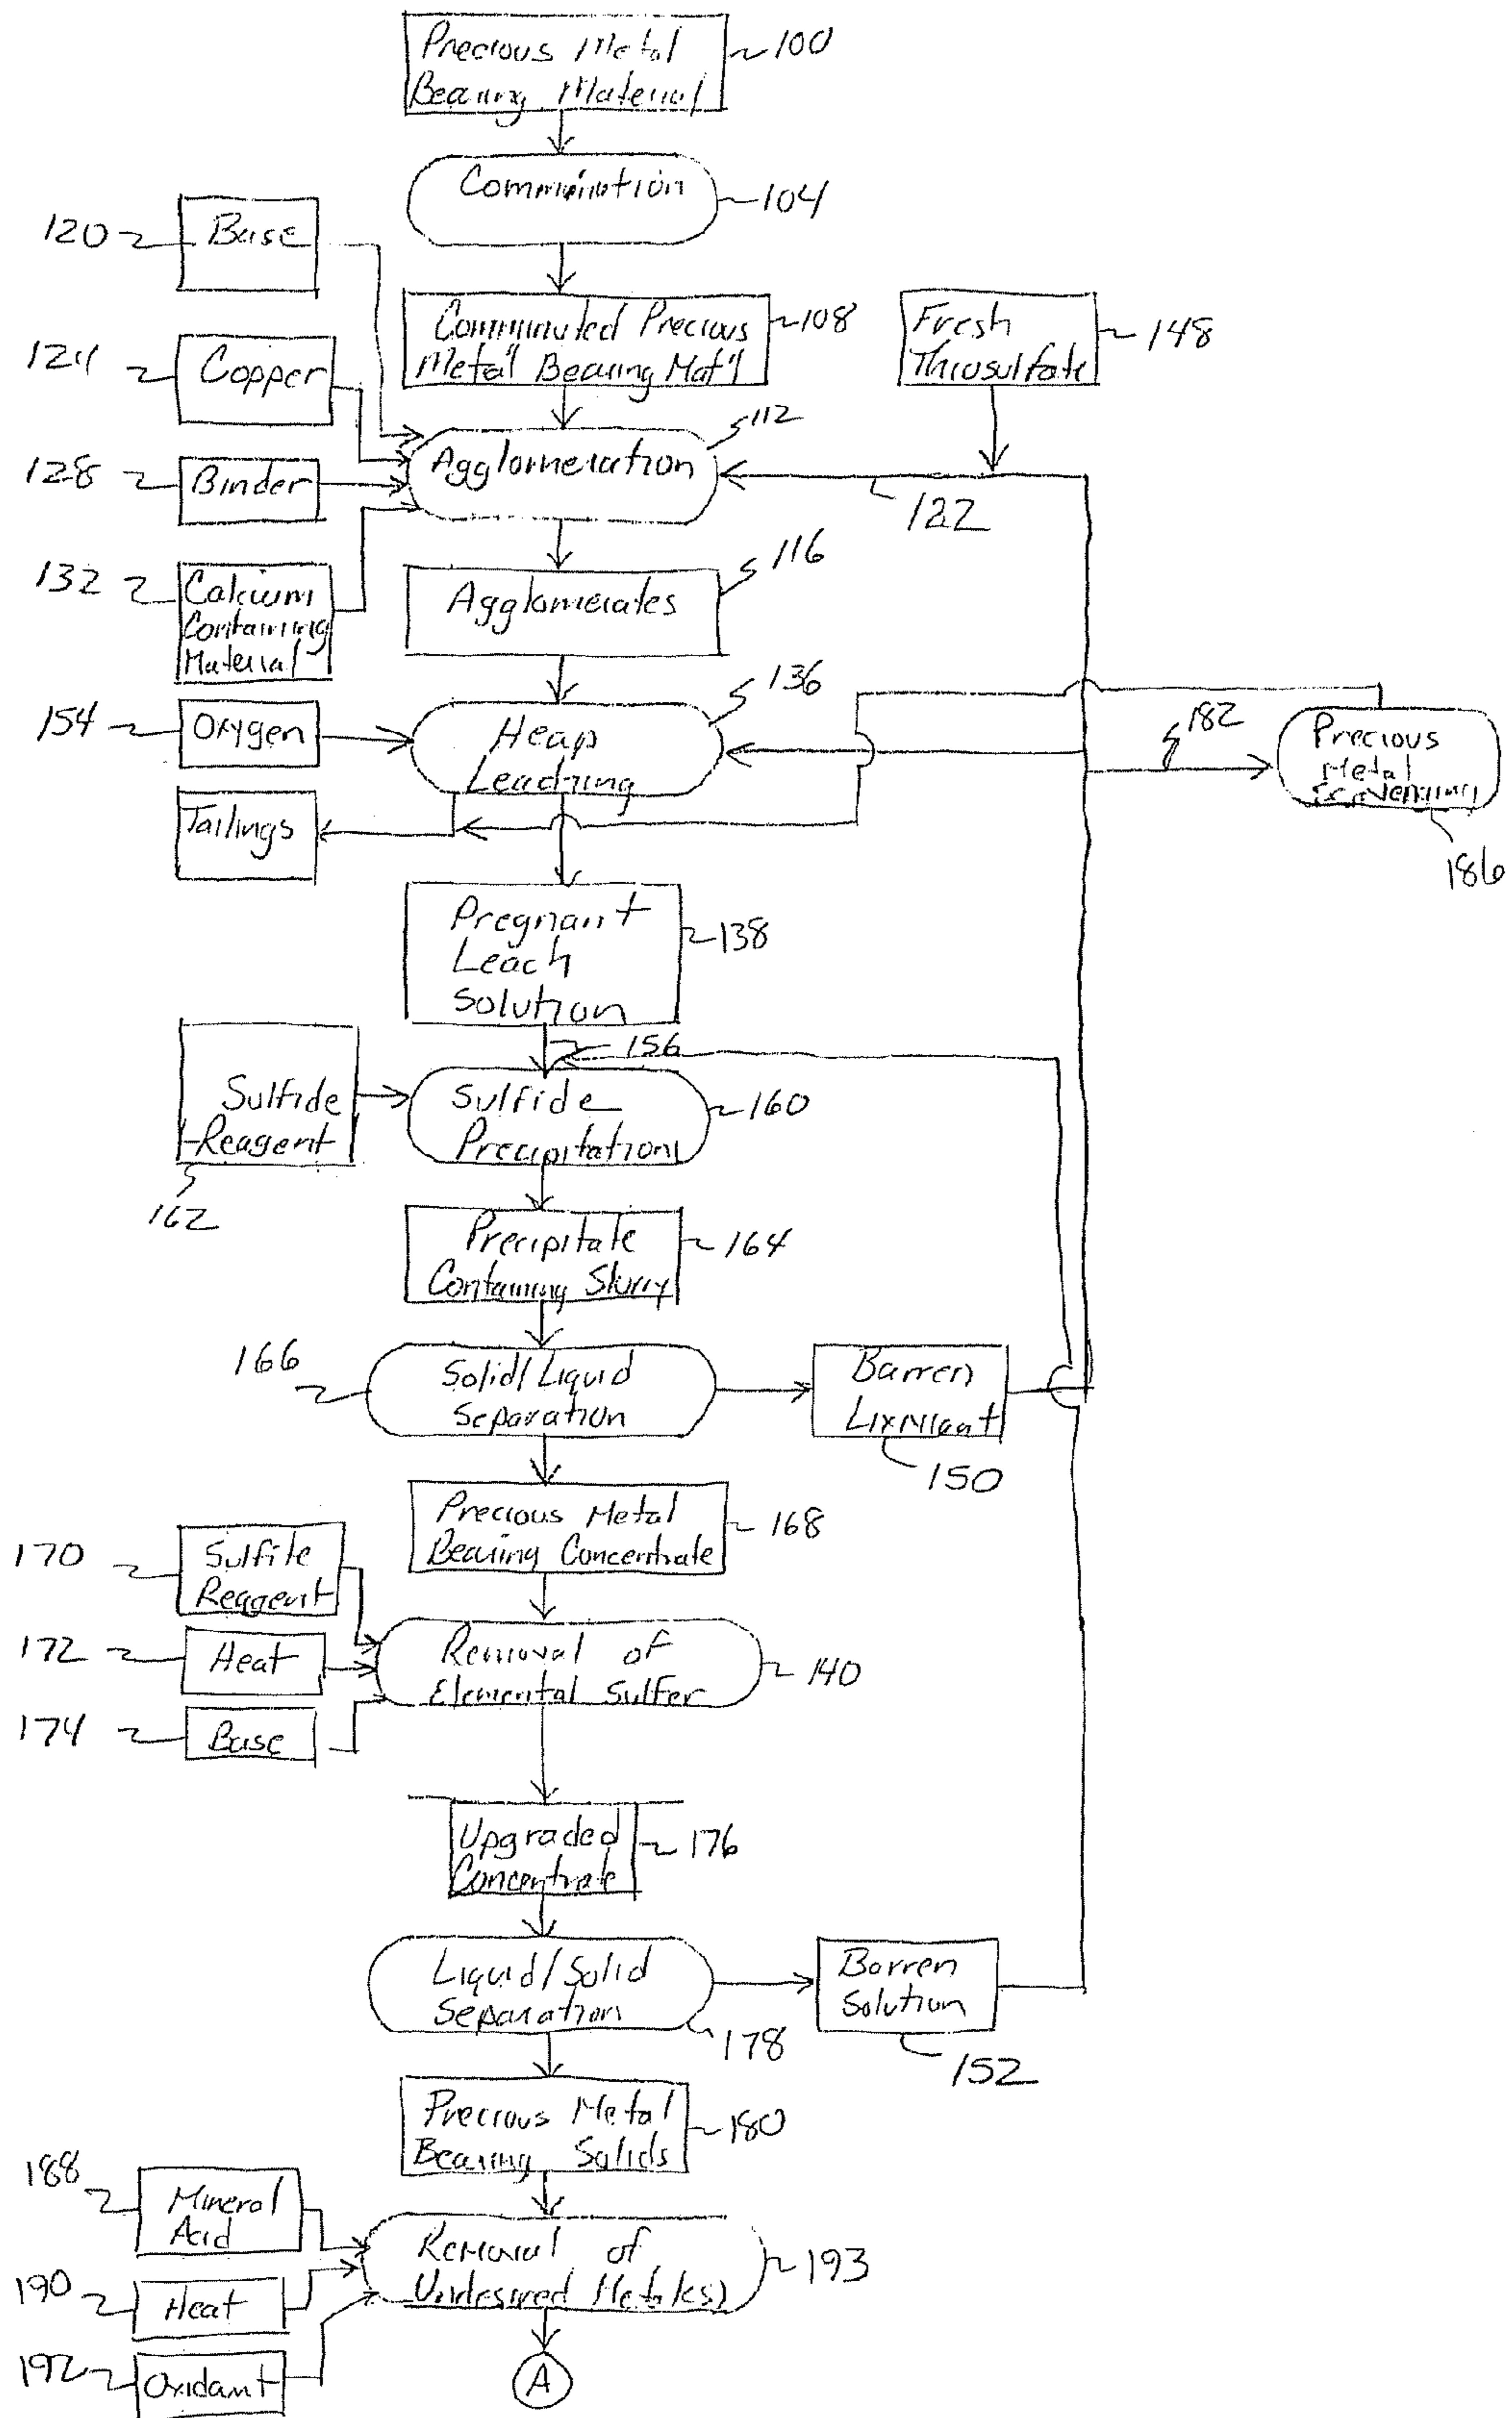 Precious Metal
Bearing Material
100
Comminution
104
120
Base
Comminuted Precious
Metal Bearing Mat'l
108
Fresh
Thiosulfate
148
124
Copper
112
Agglomeration
128
Binder
122
116
132
Calcium
Containing
Material
Agglomerates
136
154
Oxygen
Heap
Leaching
182
Precious
Metal
Scavenging
186
Tailings
Pregnant
Leach
Solution
138
156
Sulfide
Reagent
162
Sulfide
Precipitation
160
Precipitate
Containing Slurry
164
166
Solid/Liquid
Separation
Barren
Lixiviant
150
Precious Metal
Bearing Concentrate
168
170
Sulfite
Reagent
172
Heat
Removal of
Elemental Sulfer
140
174
Base
Upgraded
Concentrate
176
Liquid/Solid
Separation
178
Barren
Solution
152
Precious Metal
Bearing Solids
180
188
Mineral
Acid
Removal of
Undesired Metal(s)
193
190
Heat
192
Oxidant
A